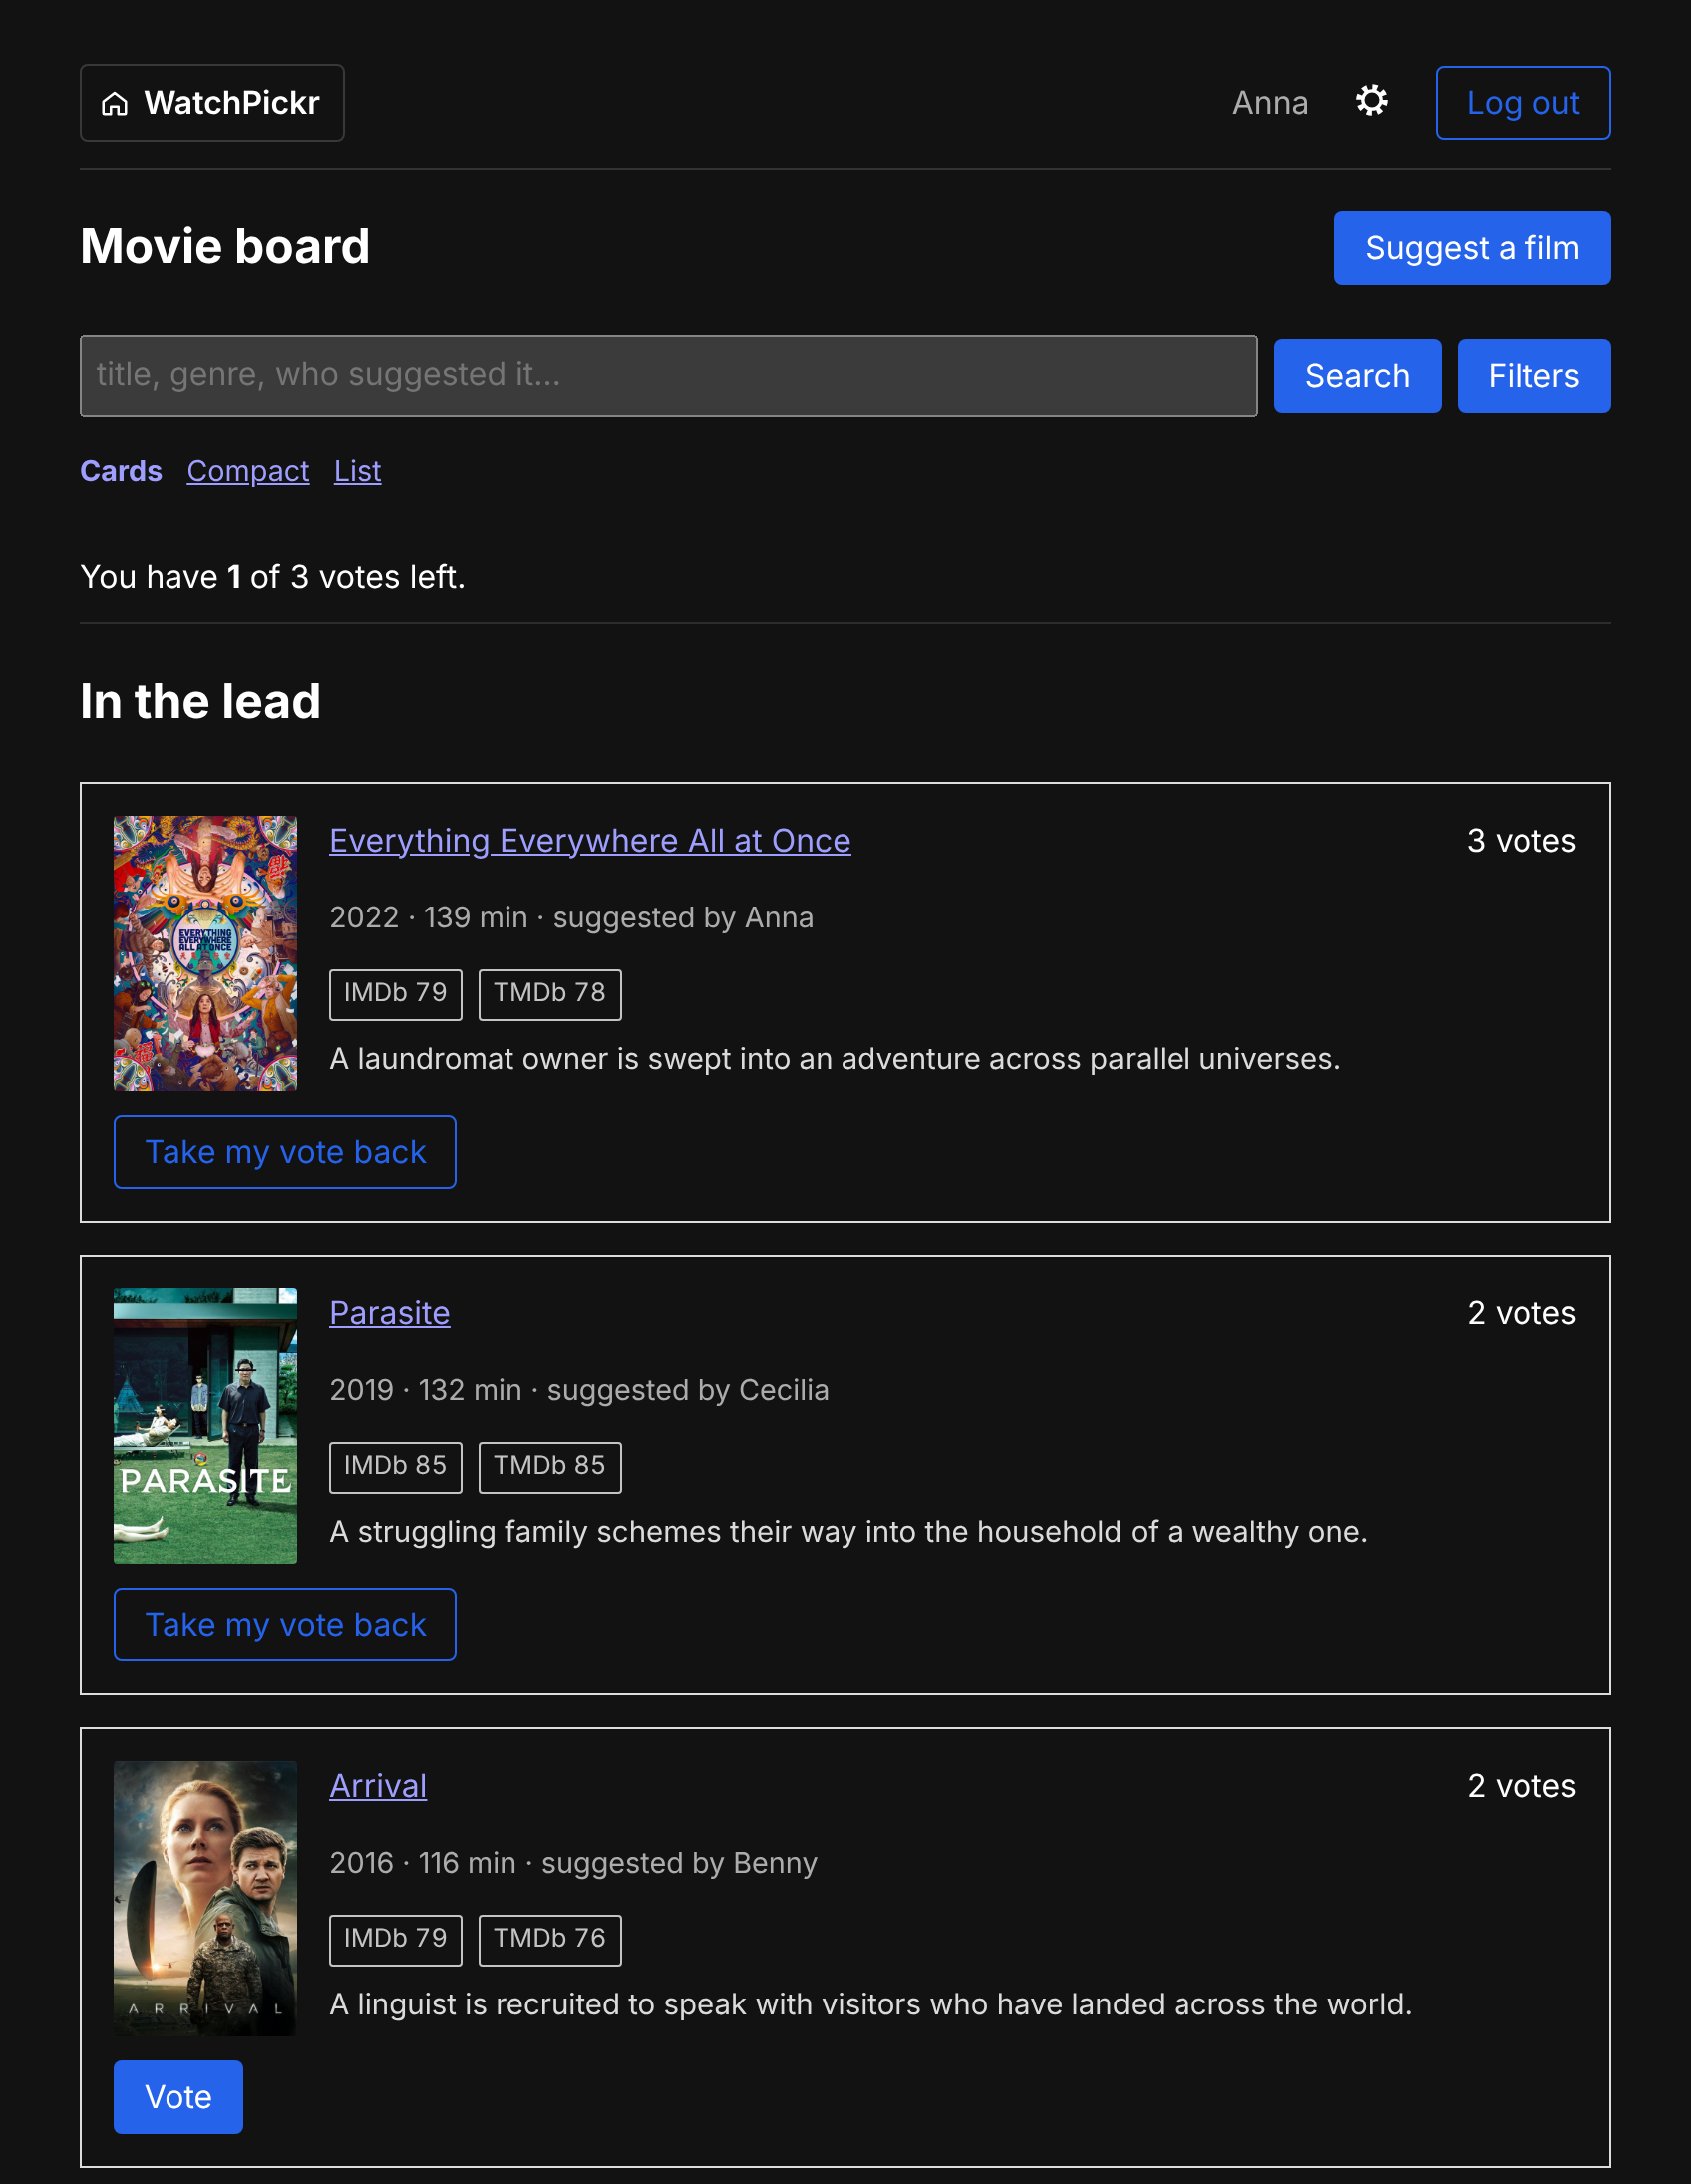 WatchPickr
Anna
Log out
Movie board
Suggest a film
title, genre, who suggested it...
Search
Filters
Cards Compact List
You have 1 of 3 votes left.
In the lead
Everything Everywhere All at Once
3 votes
2022 · 139 min · suggested by Anna
EVERYTHING
EVERYWHERE
ALL AT ONCE
IMDb 79 TMDb 78
A laundromat owner is swept into an adventure across parallel universes.
Take my vote back
Parasite
2 votes
2019 · 132 min · suggested by Cecilia
IMDb 85 TMDb 85
PARASITE
A struggling family schemes their way into the household of a wealthy one.
Take my vote back
Arrival
2 votes
2016 · 116 min · suggested by Benny
IMDb 79 TMDb 76
ARRIVAL
A linguist is recruited to speak with visitors who have landed across the world.
Vote